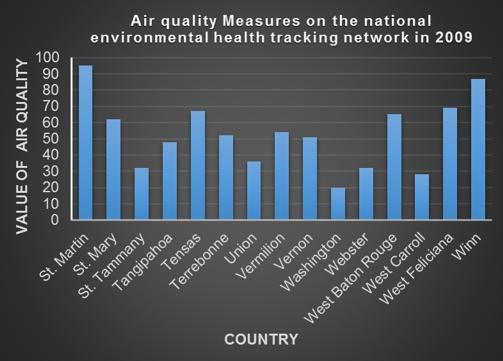 Air quality Measures on the national
environmental health tracking network in 2009
VALUE OF AIR QUALITY
100
90
80
70
60
50
40
30
20
10
0
St. Martin
St. Mary
St. Tammany
Tangipahoa
Tensas
Terrebonne
Union
Vermilion
Vernon
Washington
Webster
West Baton Rouge
West Carroll
West Feliciana
Winn
COUNTRY